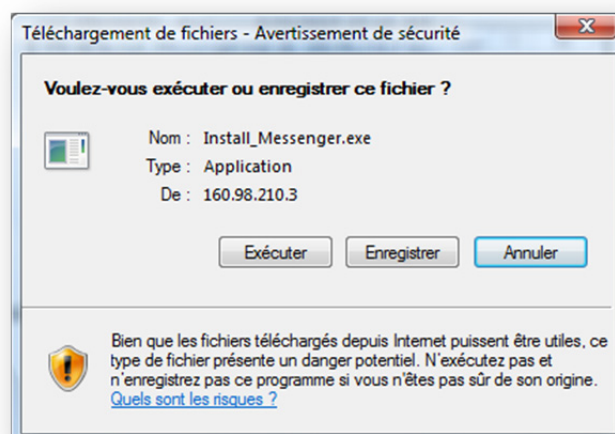 Téléchargement de fichiers - Avertissement de sécurité
Voulez-vous exécuter ou enregistrer ce fichier ?
Nom : Install_Messenger.exe
Type : Application
De : 160.98.210.3
Exécuter Enregistrer Annuler
Bien que les fichiers téléchargés depuis Internet puissent être utiles, ce
type de fichier présente un danger potentiel. N'exécutez pas et
n'enregistrez pas ce programme si vous n'êtes pas sûr de son origine.
Quels sont les risques ?